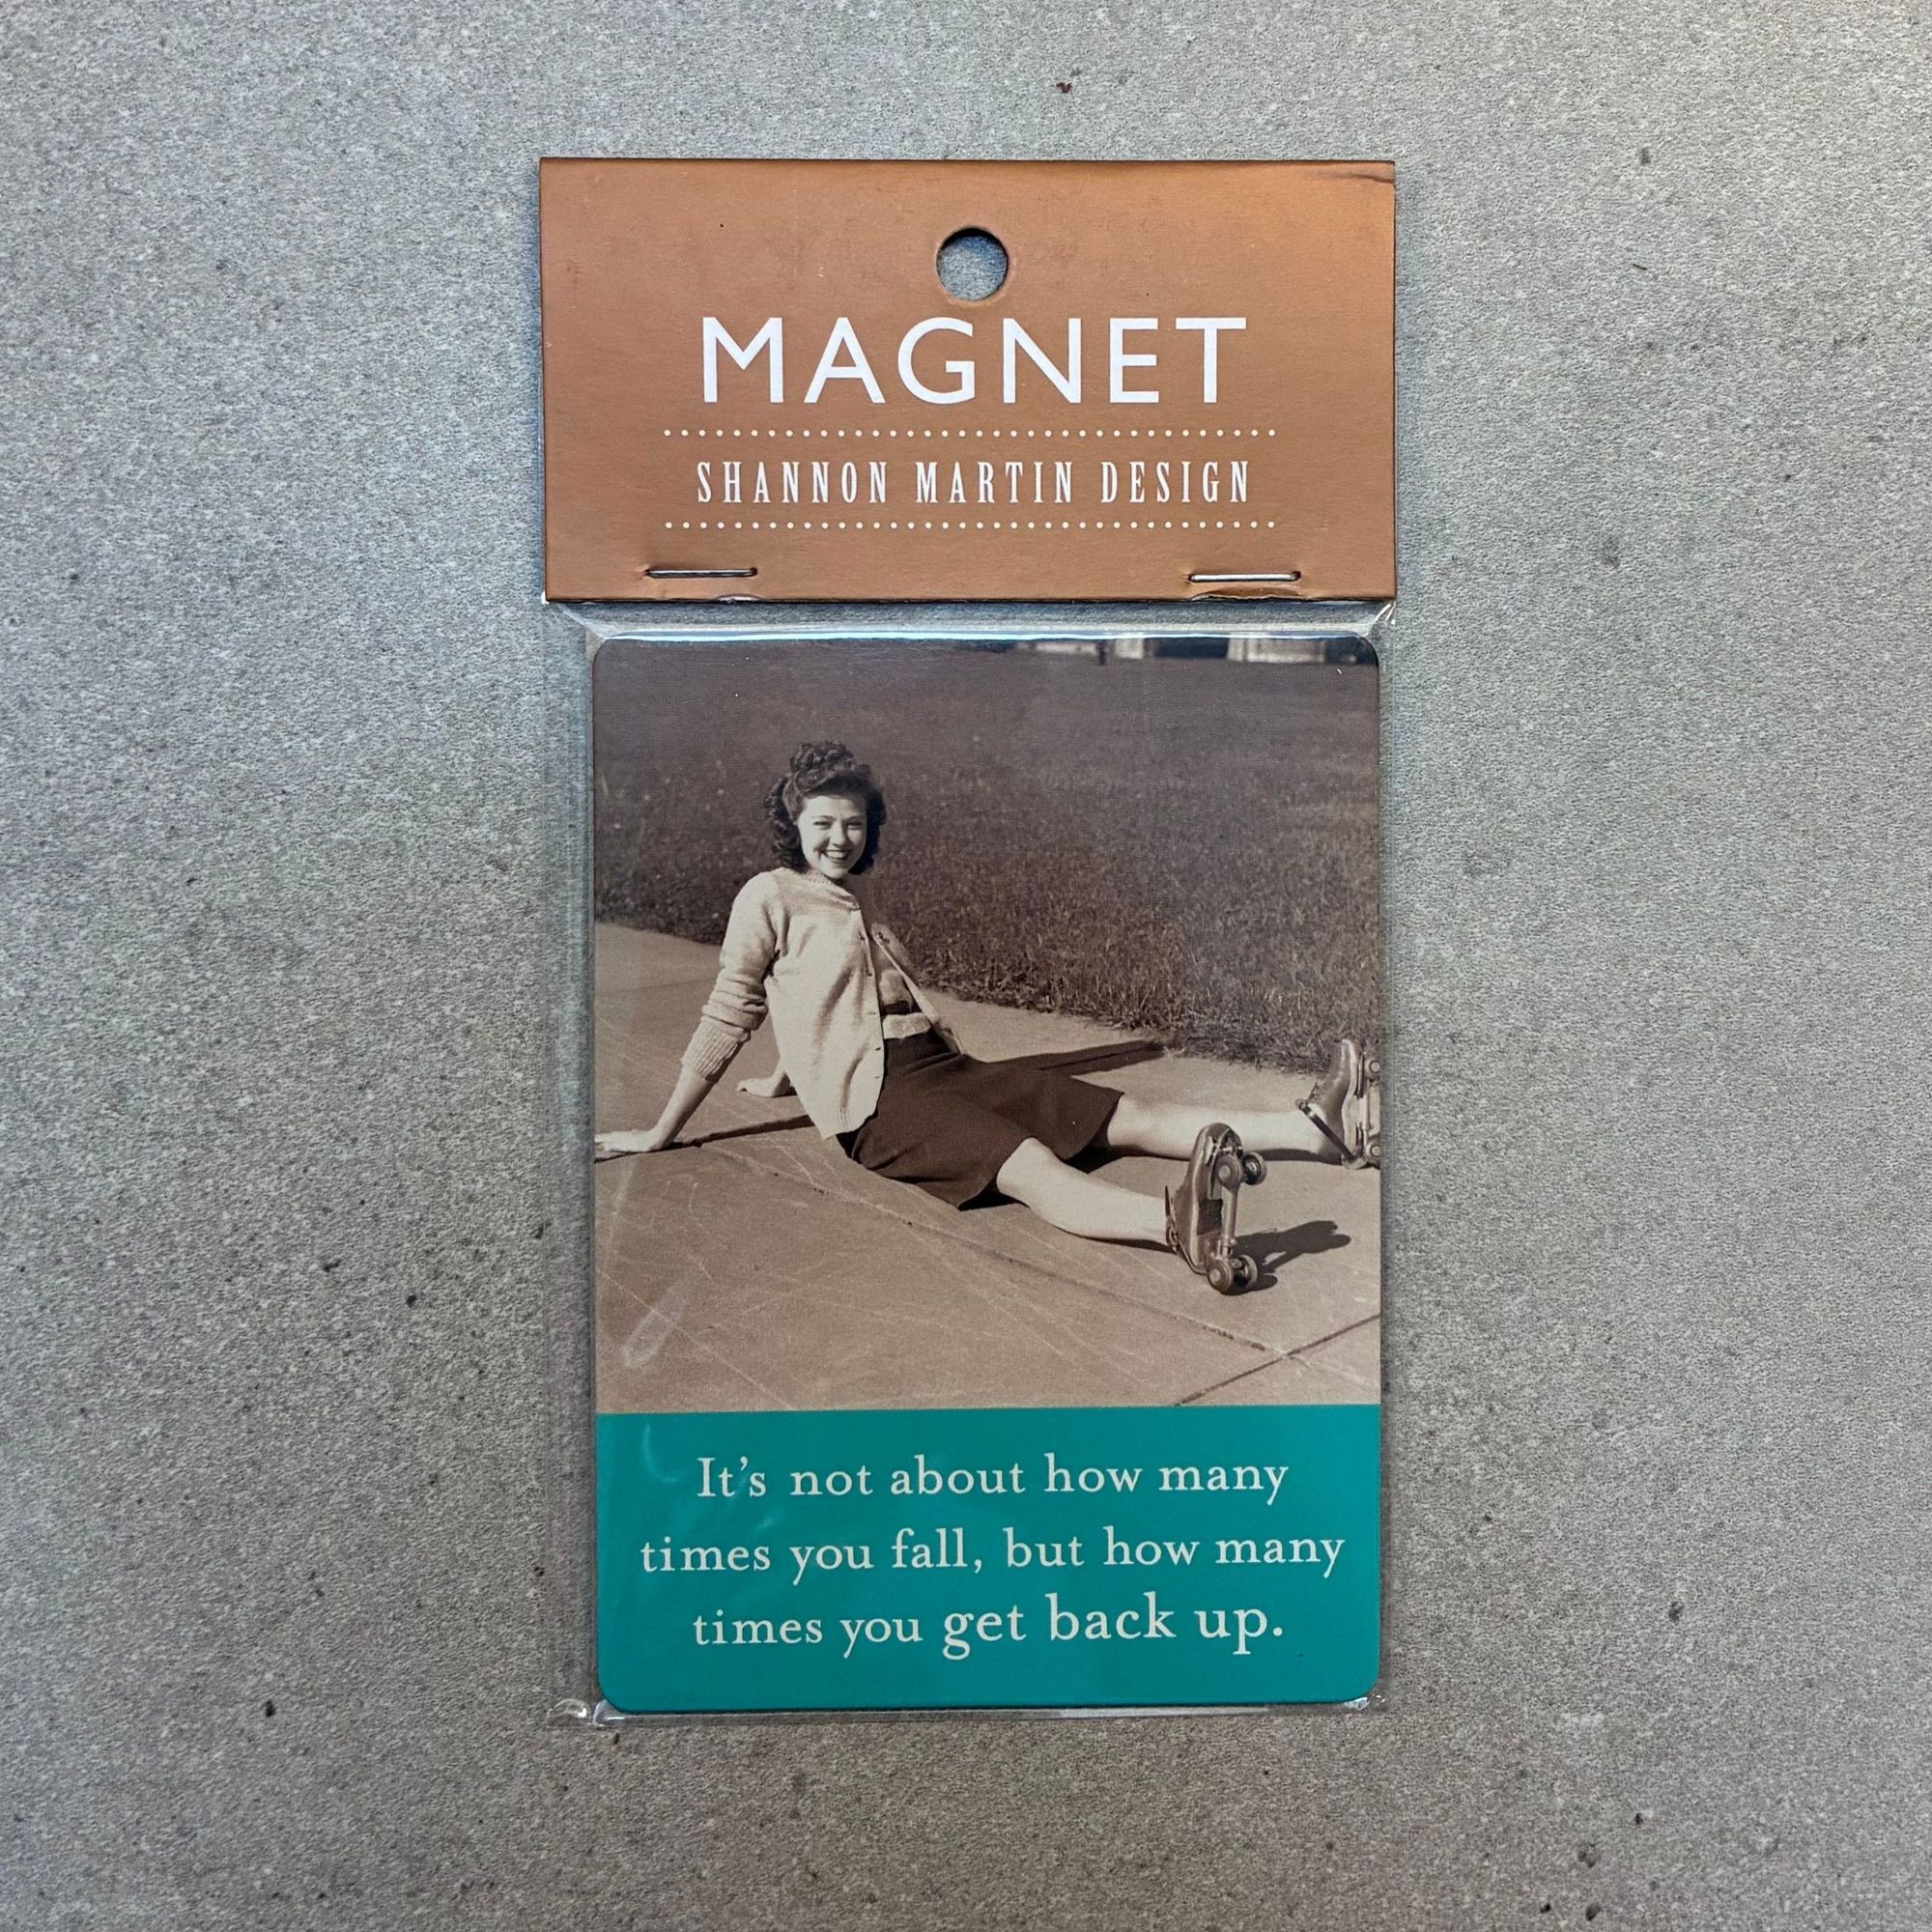 MAGNET
SHANNON MARTIN DESIGN
It's not about how many
times you fall, but how many
times you get back up.